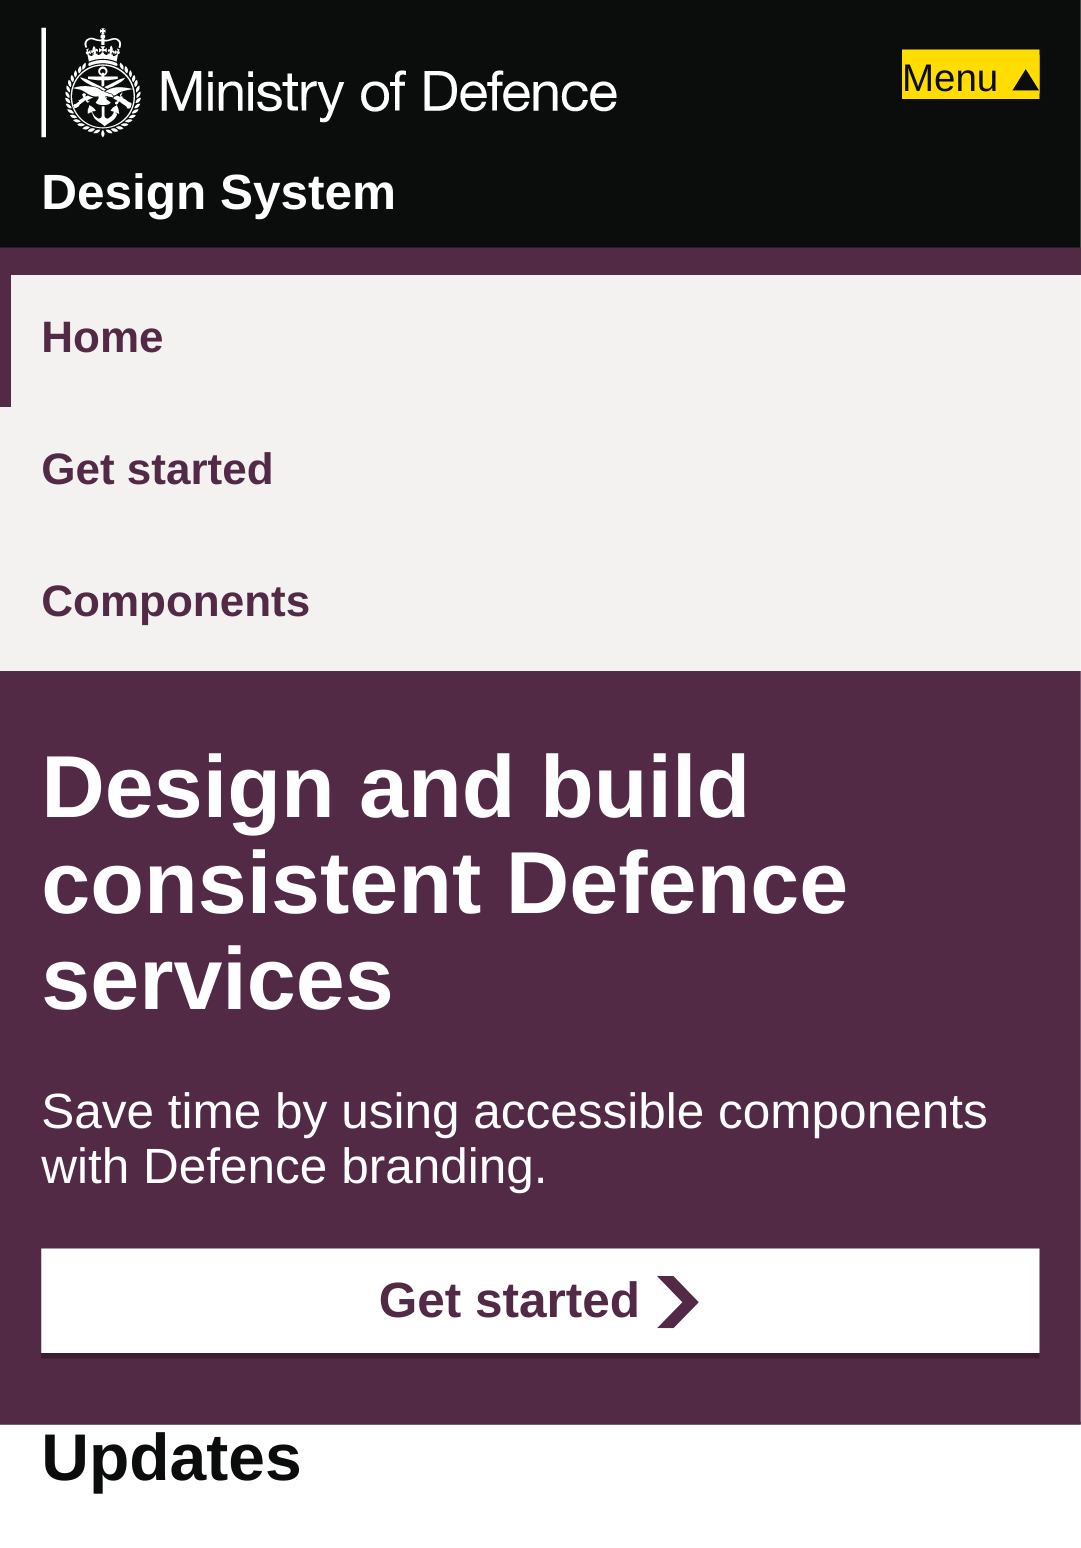 Ministry of Defence
Menu ▲
Design System
Home
Get started
Components
Design and build
consistent Defence
services
Save time by using accessible components
with Defence branding.
Get started
Updates